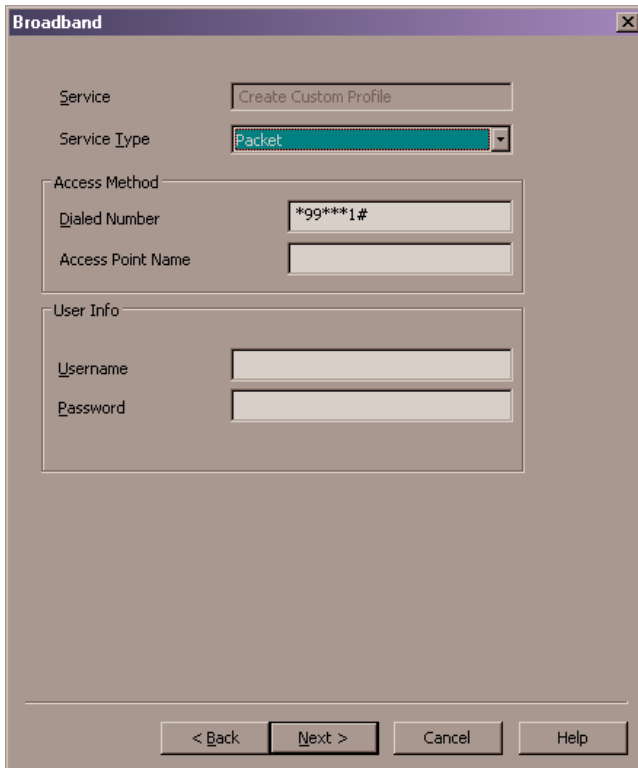 Broadband
Service Create Custom Profile
Service Type Packet
Access Method
Dialed Number *99***1#
Access Point Name
User Info
Username
Password
< Back Next > Cancel Help